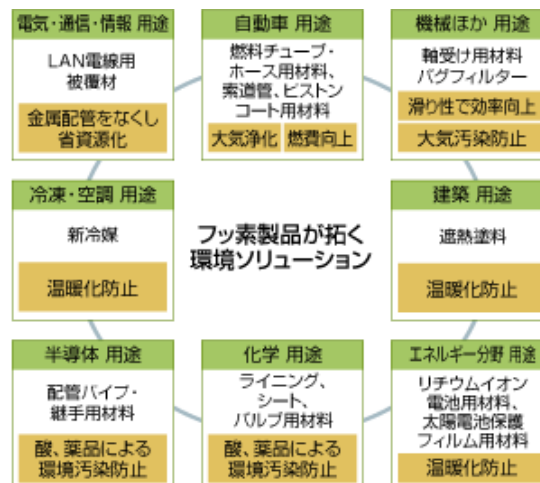 電気・通信・情報 用途
LAN電線用
被覆材
金属配管をなくし
省資源化
自動車 用途
燃料チューブ・
ホース用材料、
索道管、ピストン
コート用材料
大気浄化 燃費向上
機械ほか 用途
軸受け用材料
バグフィルター
滑り性で効率向上
大気汚染防止
冷凍・空調 用途
新冷媒
温暖化防止
フッ素製品が拓く
環境ソリューション
建築 用途
遮熱塗料
温暖化防止
半導体 用途
配管パイプ・
継手用材料
酸、薬品による
環境汚染防止
化学 用途
ライニング、
シート、
バルブ用材料
酸、薬品による
環境汚染防止
エネルギー分野 用途
リチウムイオン
電池用材料、
太陽電池保護
フィルム用材料
温暖化防止